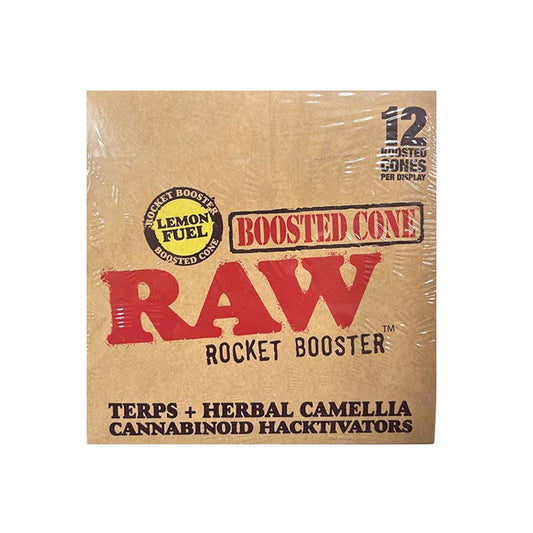 12
BOOSTED
CONES
PER DISPLAY
ROCKET BOOSTER
LEMON
FUEL
BOOSTED CONE
BOOSTED CONE
RAW
ROCKET BOOSTER™
TERPS + HERBAL CAMELLIA
CANNABINOID HACKTIVATORS